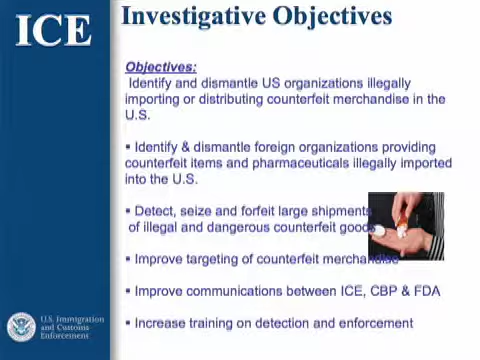 ICE
Investigative Objectives
Objectives:
Identify and dismantle US organizations illegally
importing or distributing counterfeit merchandise in the
U.S.
▪ Identify & dismantle foreign organizations providing
counterfeit items and pharmaceuticals illegally imported
into the U.S.
▪ Detect, seize and forfeit large shipments
of illegal and dangerous counterfeit goods
▪ Improve targeting of counterfeit merchandise
▪ Improve communications between ICE, CBP & FDA
▪ Increase training on detection and enforcement
U.S. Immigration
and Customs
Enforcement